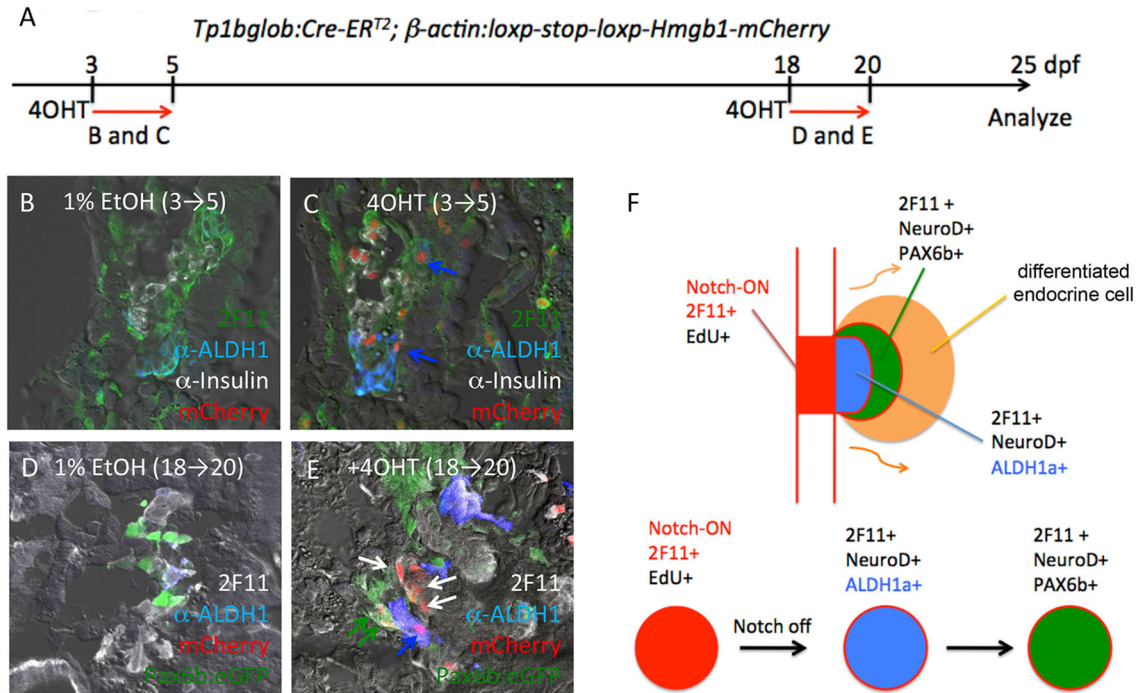 A
Tp1bglob:Cre-ERT2; β-actin:loxp-stop-loxp-Hmgb1-mCherry
3 5 18 20 25 dpf
4OHT 4OHT Analyze
B and C D and E
B 1% EtOH (3→5)
2F11
α-ALDH1
α-Insulin
mCherry
C 4OHT (3→5)
2F11
α-ALDH1
α-Insulin
mCherry
D 1% EtOH (18→20)
2F11
α-ALDH1
mCherry
Pax6b:eGFP
E +4OHT (18→20)
2F11
α-ALDH1
mCherry
Pax6b:eGFP
F
2F11 +
NeuroD+
PAX6b+
differentiated
endocrine cell
Notch-ON
2F11+
EdU+
2F11+
NeuroD+
ALDH1a+
Notch-ON
2F11+
EdU+
Notch off
2F11+
NeuroD+
ALDH1a+
2F11 +
NeuroD+
PAX6b+